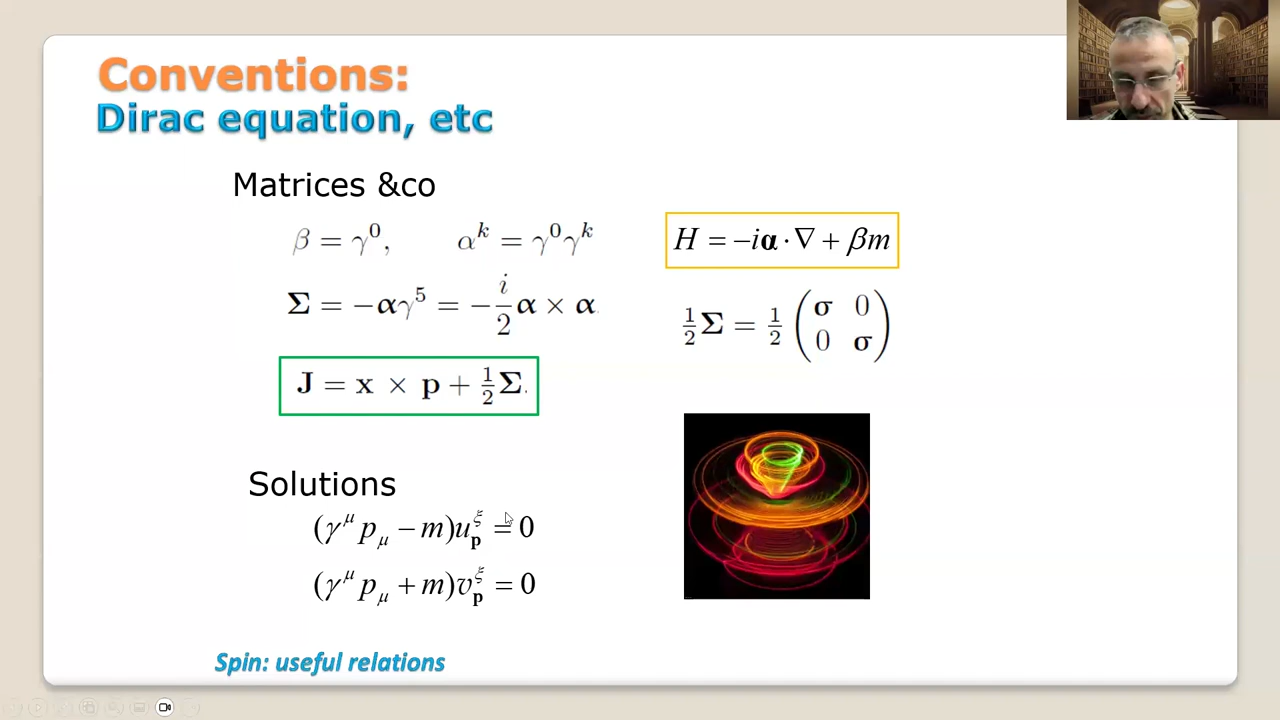 Conventions:
Dirac equation, etc
Matrices &co
β = γ⁰, αᵏ = γ⁰γᵏ
H = −iα·∇ + βm
Σ = −αγ⁵ = −i/2 α × α
½Σ = ½ (σ 0
0 σ)
J = x × p + ½Σ.
Solutions
(γ^μ p_μ − m)u_p^ξ = 0
(γ^μ p_μ + m)v_p^ξ = 0
Spin: useful relations